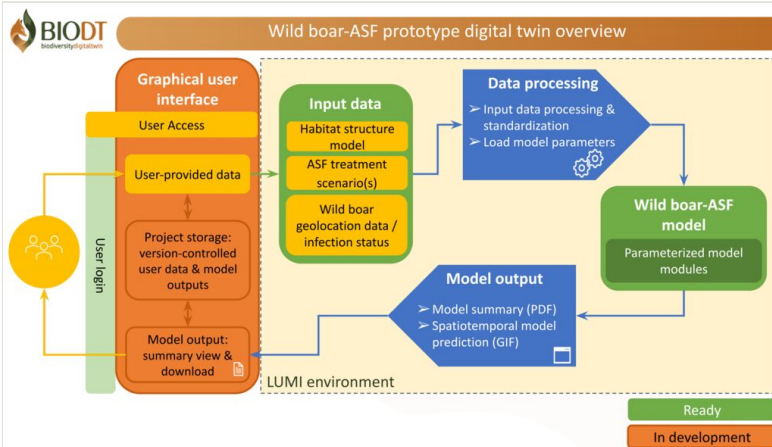 BIODT
biodiversitydigitaltwin
Wild boar-ASF prototype digital twin overview
Graphical user
interface
User Access
User login
User-provided data
Project storage:
version-controlled
user data & model
outputs
Model output:
summary view &
download
Input data
Habitat structure
model
ASF treatment
scenario(s)
Wild boar
geolocation data /
infection status
Data processing
➢ Input data processing &
standardization
➢ Load model parameters
Wild boar-ASF
model
Parameterized model
modules
Model output
➢ Model summary (PDF)
➢ Spatiotemporal model
prediction (GIF)
LUMI environment
Ready
In development